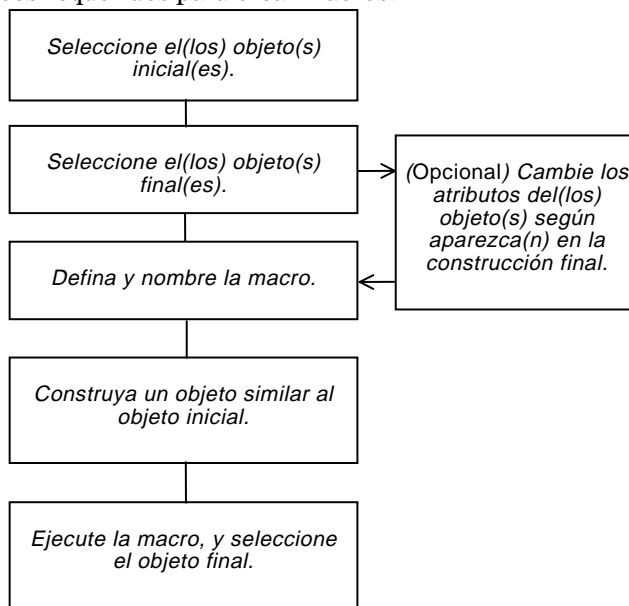 Seleccione el(los) objeto(s)
inicial(es).
Seleccione el(los) objeto(s)
final(es).
(Opcional) Cambie los
atributos del(los)
objeto(s) según
aparezca(n) en la
construcción final.
Defina y nombre la macro.
Construya un objeto similar al
objeto inicial.
Ejecute la macro, y seleccione
el objeto final.